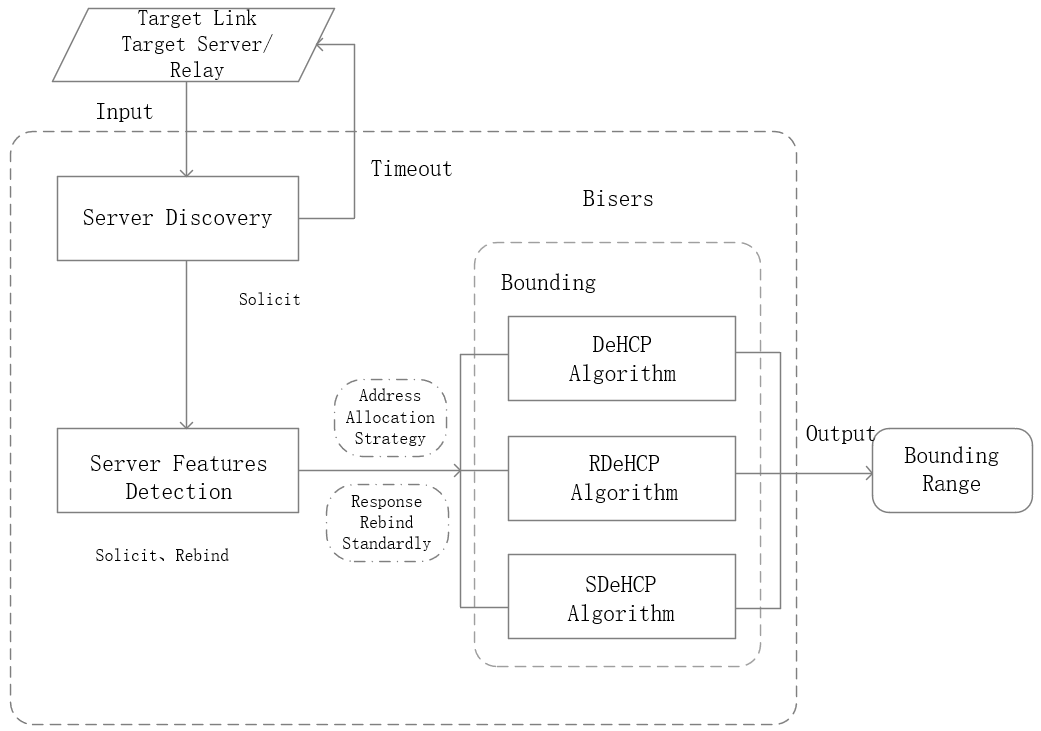 Target Link
Target Server/
Relay
Input
Timeout
Server Discovery
Bisers
Solicit
Bounding
DeHCP
Algorithm
Address
Allocation
Strategy
Output
Server Features
Detection
RDeHCP
Algorithm
Bounding
Range
Response
Rebind
Standardly
Solicit、Rebind
SDeHCP
Algorithm